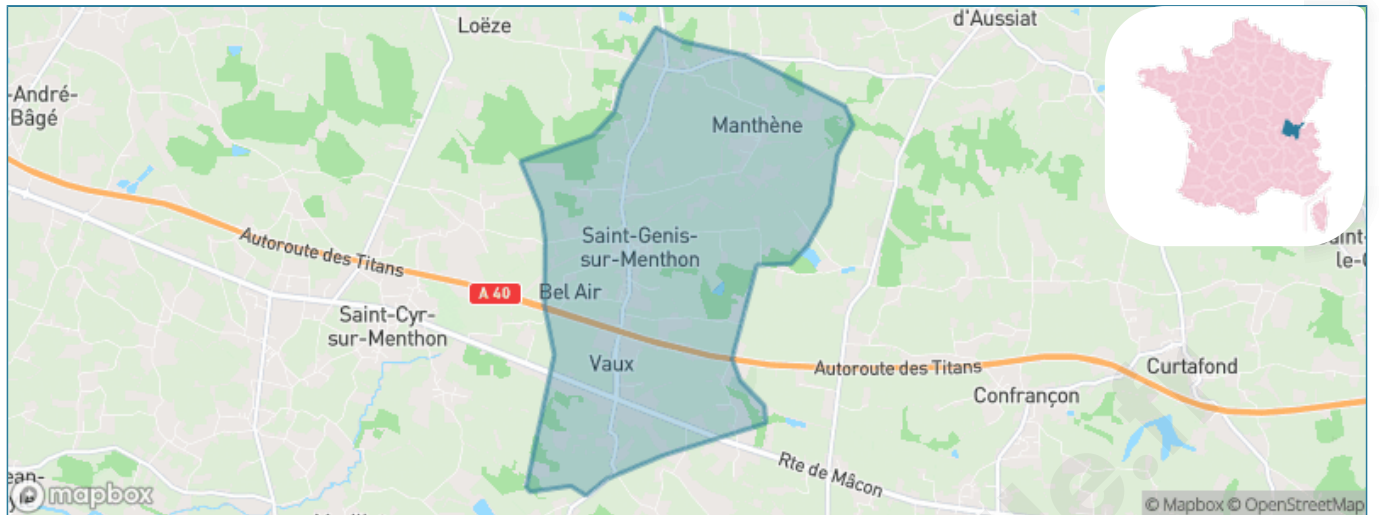 Loëze
d'Aussiat
-André-
Bâgé
Manthène
Saint-Genis-
sur-Menthon
Autoroute des Titans
A 40
Bel Air
Saint-Cyr-
sur-Menthon
Vaux
Autoroute des Titans
Curtafond
Confrançon
Rte de Mâcon
mapbox
© Mapbox © OpenStreetMap